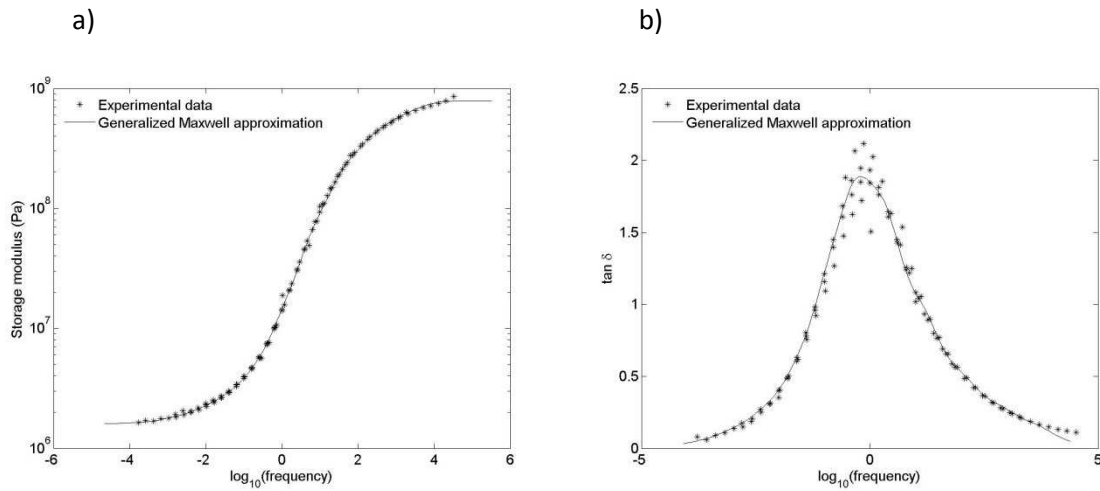 a)
10^9
10^8
10^7
10^6
Storage modulus (Pa)
Experimental data
Generalized Maxwell approximation
-6 -4 -2 0 2 4 6
log10(frequency)
b)
2.5
2
1.5
1
0.5
0
tan δ
Experimental data
Generalized Maxwell approximation
-5 0 5
log10(frequency)